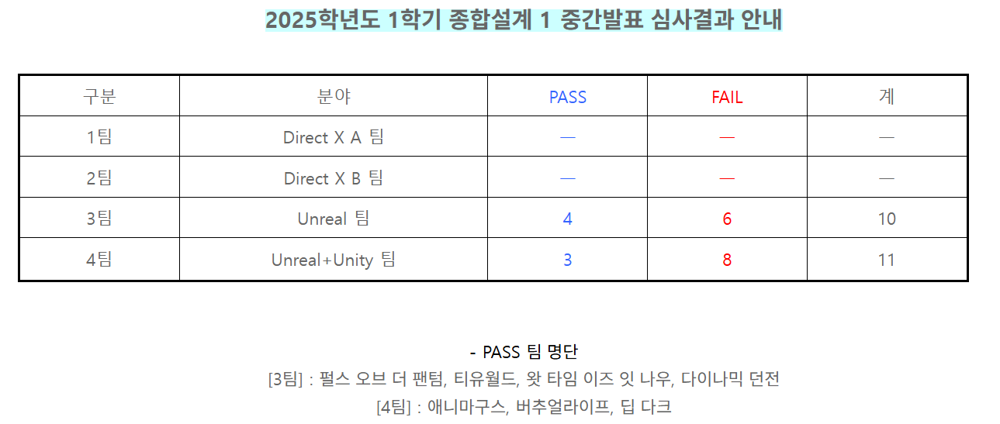 2025학년도 1학기 종합설계 1 중간발표 심사결과 안내
구분 분야 PASS FAIL 계
1팀 Direct X A 팀 — — —
2팀 Direct X B 팀 — — —
3팀 Unreal 팀 4 6 10
4팀 Unreal+Unity 팀 3 8 11
- PASS 팀 명단
[3팀] : 펄스 오브 더 팬텀, 티유월드, 왓 타임 이즈 잇 나우, 다이나믹 던전
[4팀] : 애니마구스, 버추얼라이프, 딥 다크